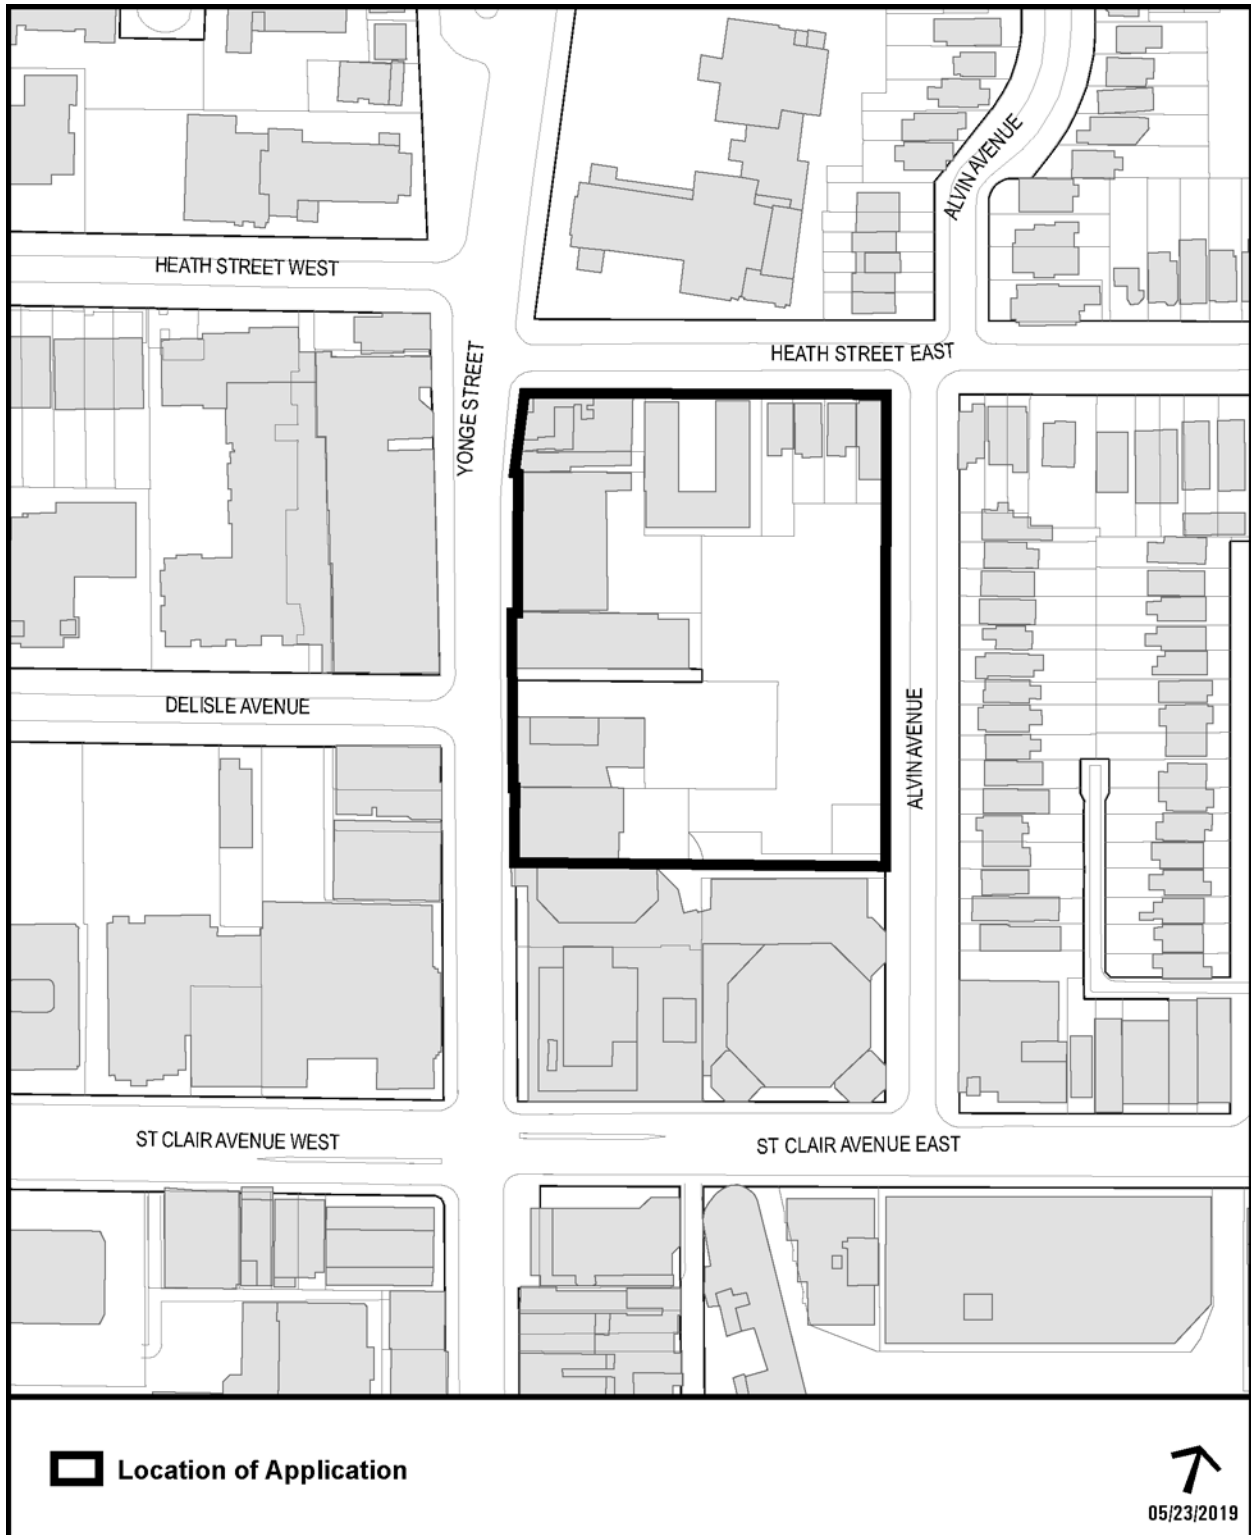 ALVIN AVENUE
HEATH STREET WEST
HEATH STREET EAST
YONGE STREET
DELISLE AVENUE
ALVIN AVENUE
ST CLAIR AVENUE WEST
ST CLAIR AVENUE EAST
Location of Application
05/23/2019